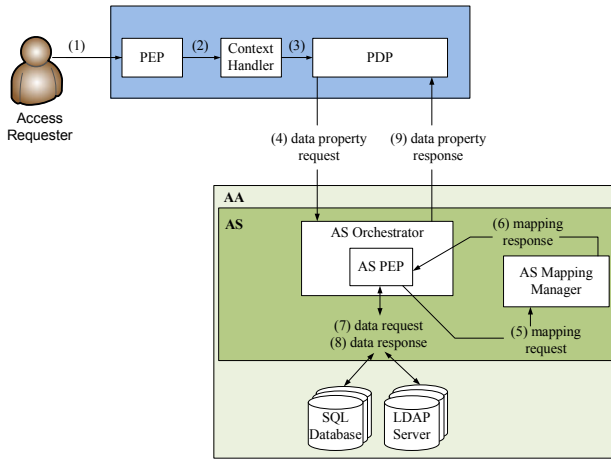 (1)
PEP
(2)
Context
Handler
(3)
PDP
Access
Requester
(4) data property
request
(9) data property
response
AA
AS
AS Orchestrator
AS PEP
(6) mapping
response
AS Mapping
Manager
(7) data request
(8) data response
(5) mapping
request
SQL
Database
LDAP
Server